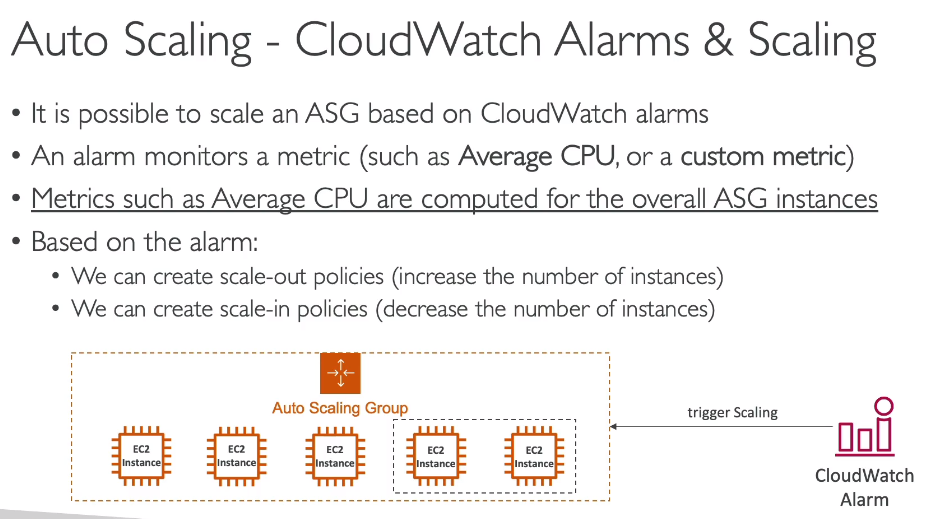 Auto Scaling - CloudWatch Alarms & Scaling
• It is possible to scale an ASG based on CloudWatch alarms
• An alarm monitors a metric (such as Average CPU, or a custom metric)
• Metrics such as Average CPU are computed for the overall ASG instances
• Based on the alarm:
• We can create scale-out policies (increase the number of instances)
• We can create scale-in policies (decrease the number of instances)
Auto Scaling Group
EC2
Instance
EC2
Instance
EC2
Instance
EC2
Instance
EC2
Instance
trigger Scaling
CloudWatch
Alarm